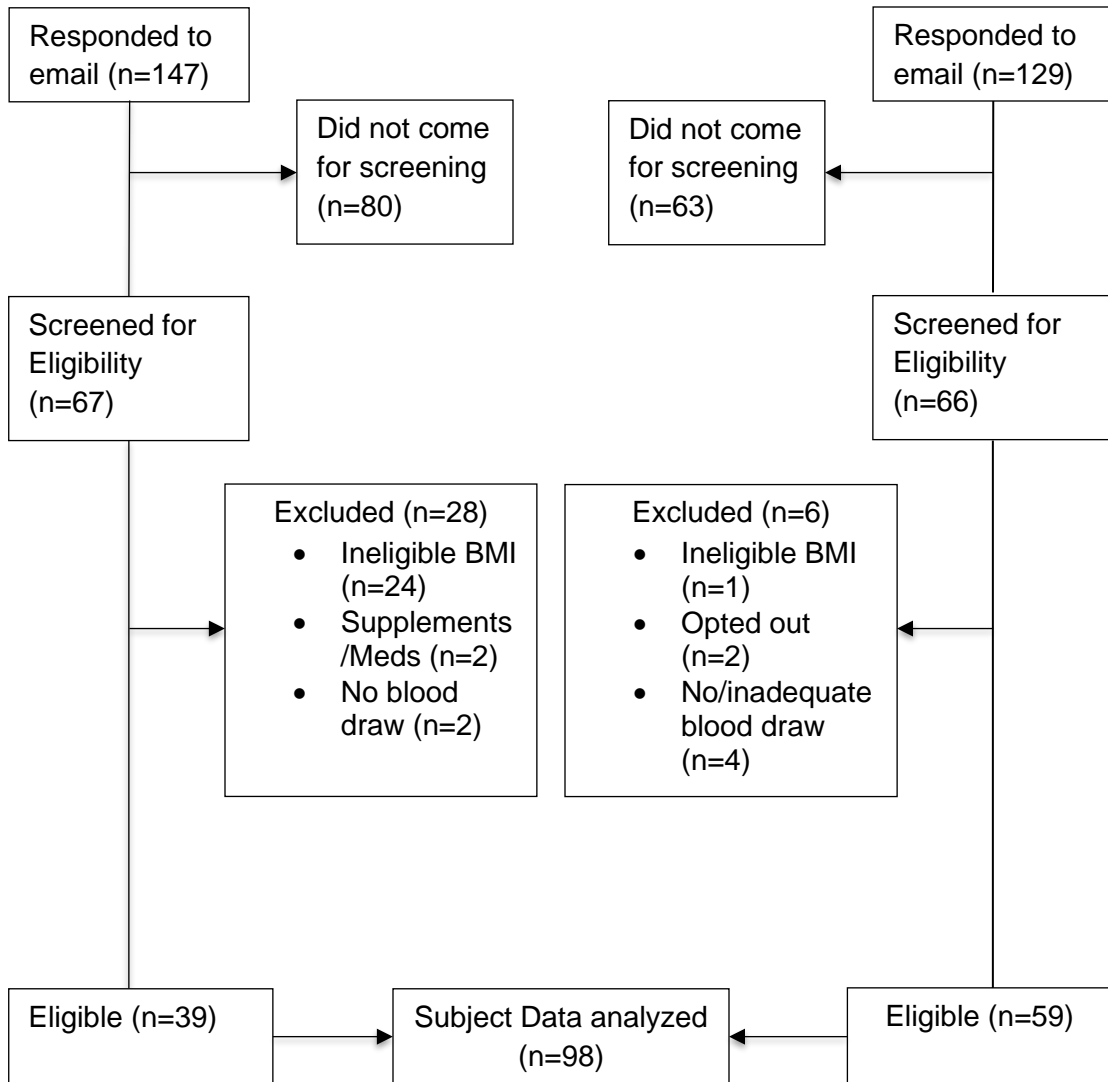 Responded to
email (n=147)
Responded to
email (n=129)
Did not come
for screening
(n=80)
Did not come
for screening
(n=63)
Screened for
Eligibility
(n=67)
Screened for
Eligibility
(n=66)
Excluded (n=28)
• Ineligible BMI
(n=24)
• Supplements
/Meds (n=2)
• No blood
draw (n=2)
Excluded (n=6)
• Ineligible BMI
(n=1)
• Opted out
(n=2)
• No/inadequate
blood draw
(n=4)
Eligible (n=39)
Subject Data analyzed
(n=98)
Eligible (n=59)